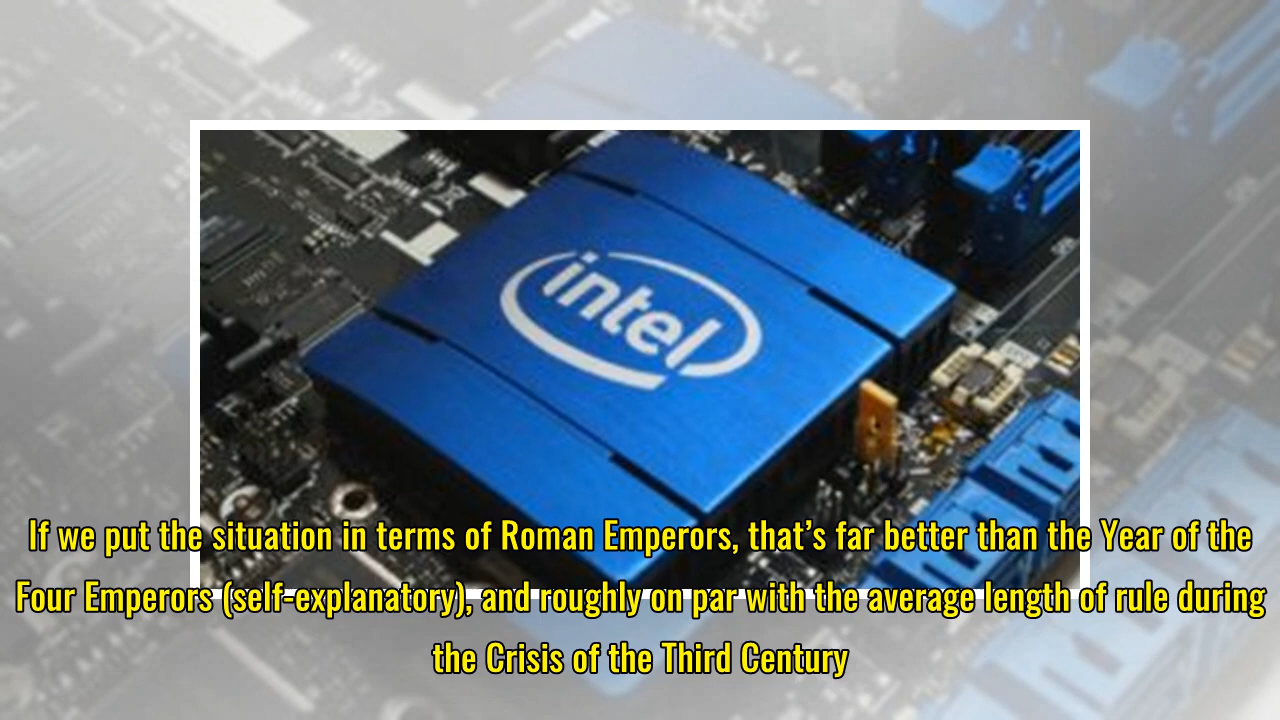 intel
If we put the situation in terms of Roman Emperors, that’s far better than the Year of the
Four Emperors (self-explanatory), and roughly on par with the average length of rule during
the Crisis of the Third Century